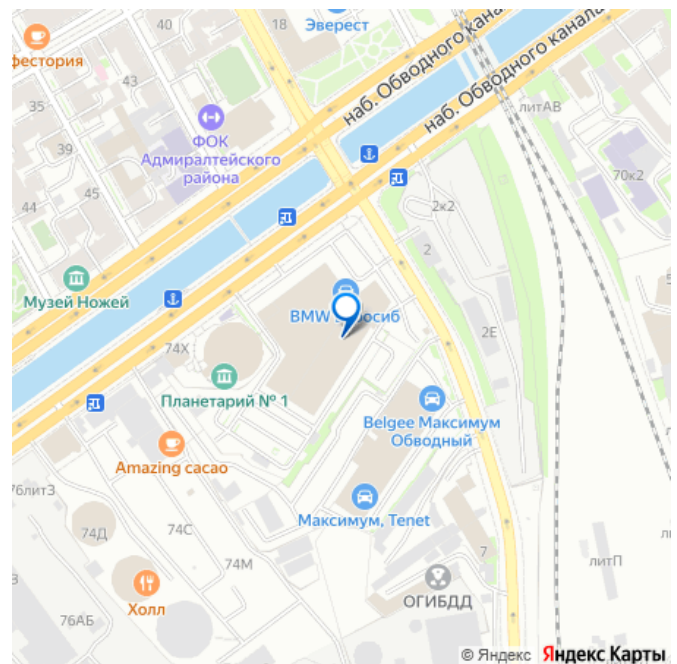 18
Эверест
наб. Обводного канала
фестория
40
43
35
наб. Обводного канала
литАВ
ФОК
Адмиралтейского
района
39
45
70к2
44
2к2
2
Музей Ножей
BMW
осиб
74Х
2Е
Планетарий № 1
Belgee Максимум
Обводный
Amazing cacao
76литЗ
Максимум, Tenet
74Д
74С
7
74М
литП
ОГИБДД
Холл
76АБ
© Яндекс Яндекс Карты